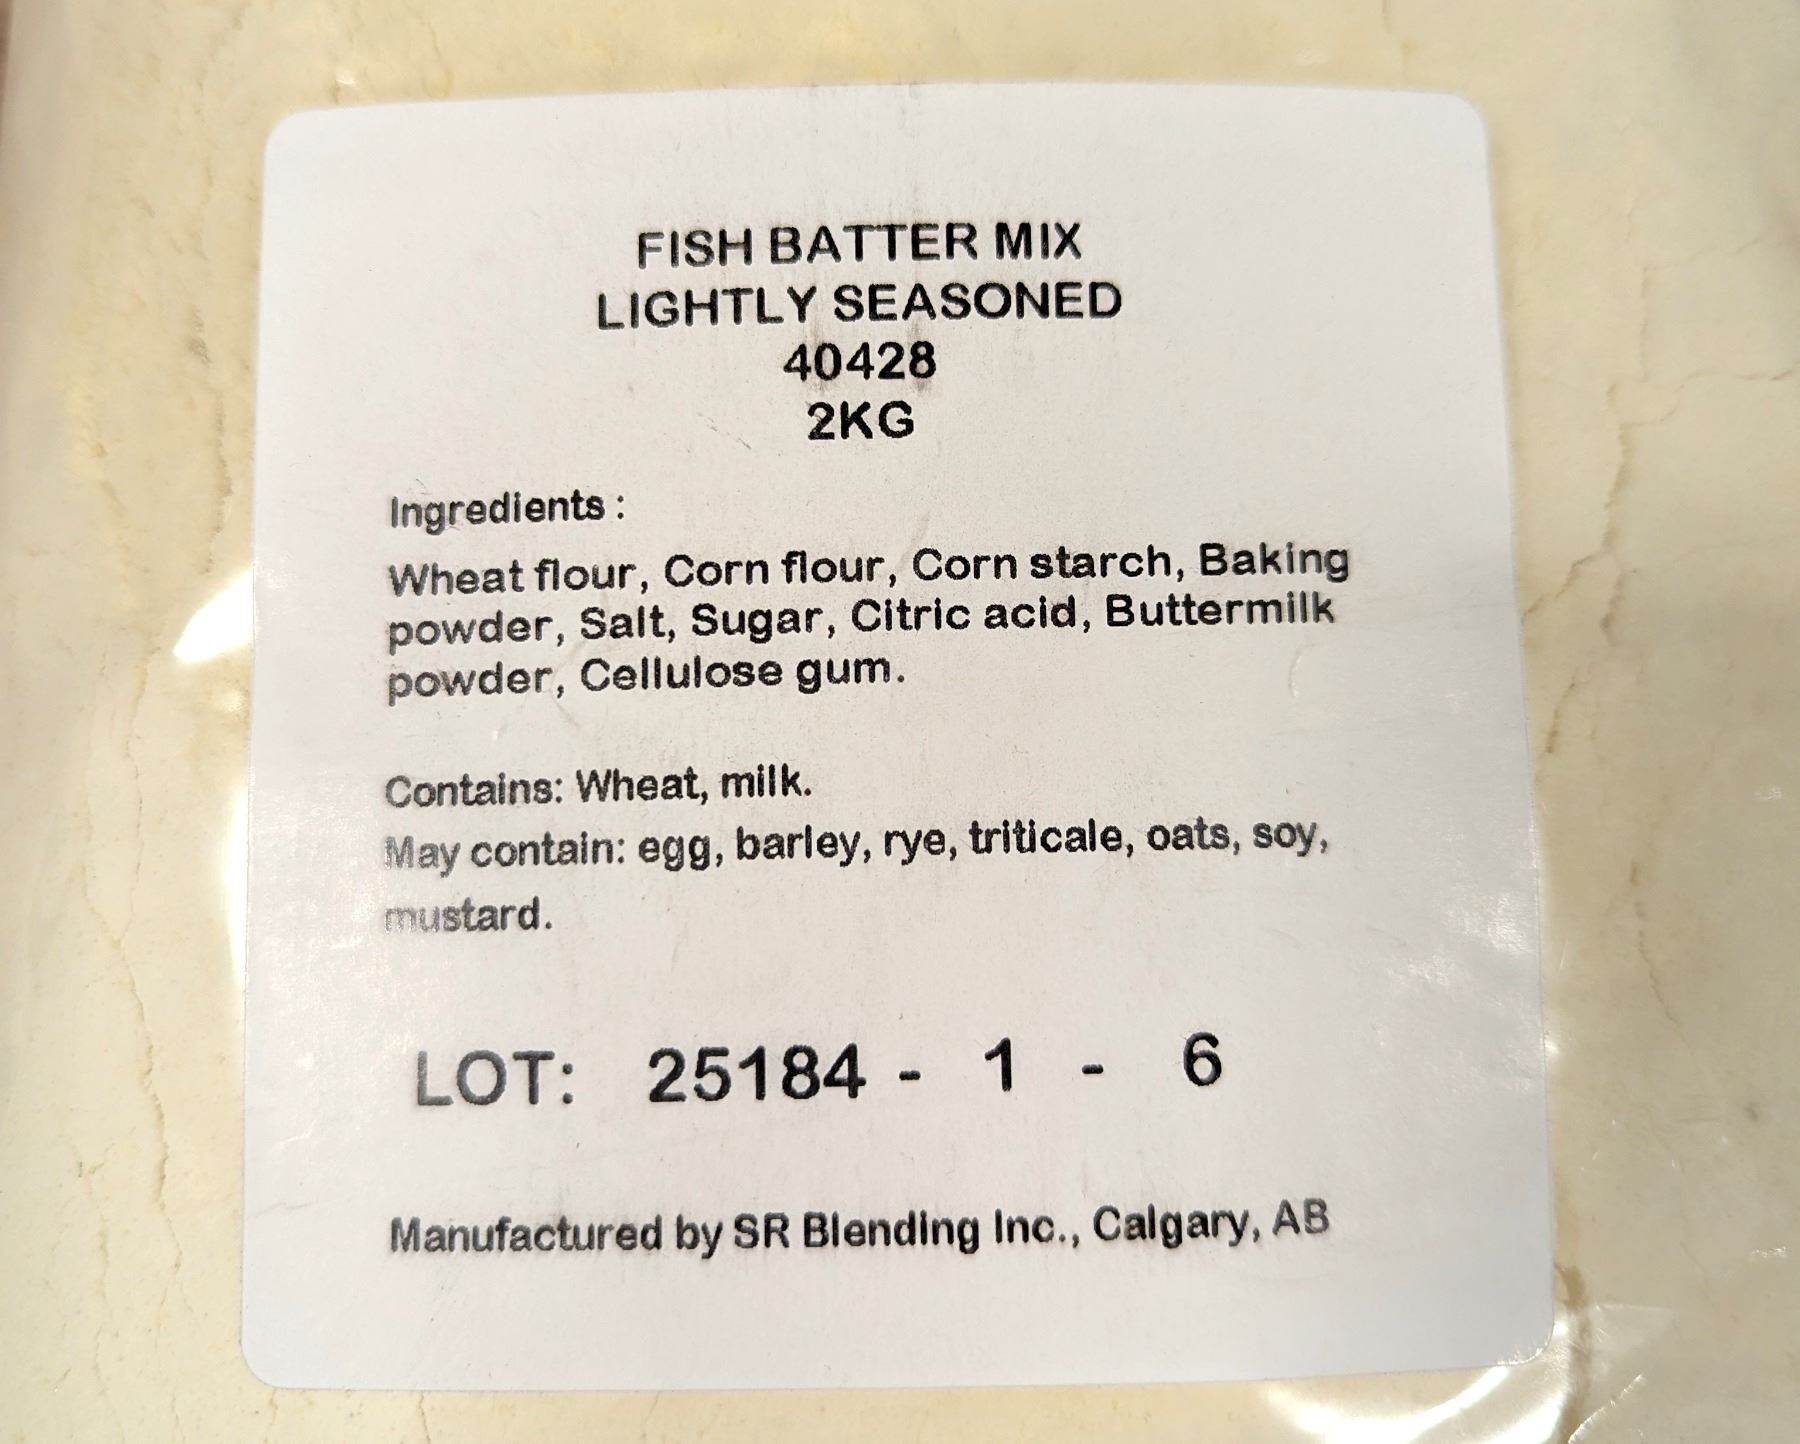 FISH BATTER MIX
LIGHTLY SEASONED
40428
2KG
Ingredients :
Wheat flour, Corn flour, Corn starch, Baking
powder, Salt, Sugar, Citric acid, Buttermilk
powder, Cellulose gum.
Contains: Wheat, milk.
May contain: egg, barley, rye, triticale, oats, soy,
mustard.
LOT: 25184 - 1 - 6
Manufactured by SR Blending Inc., Calgary, AB